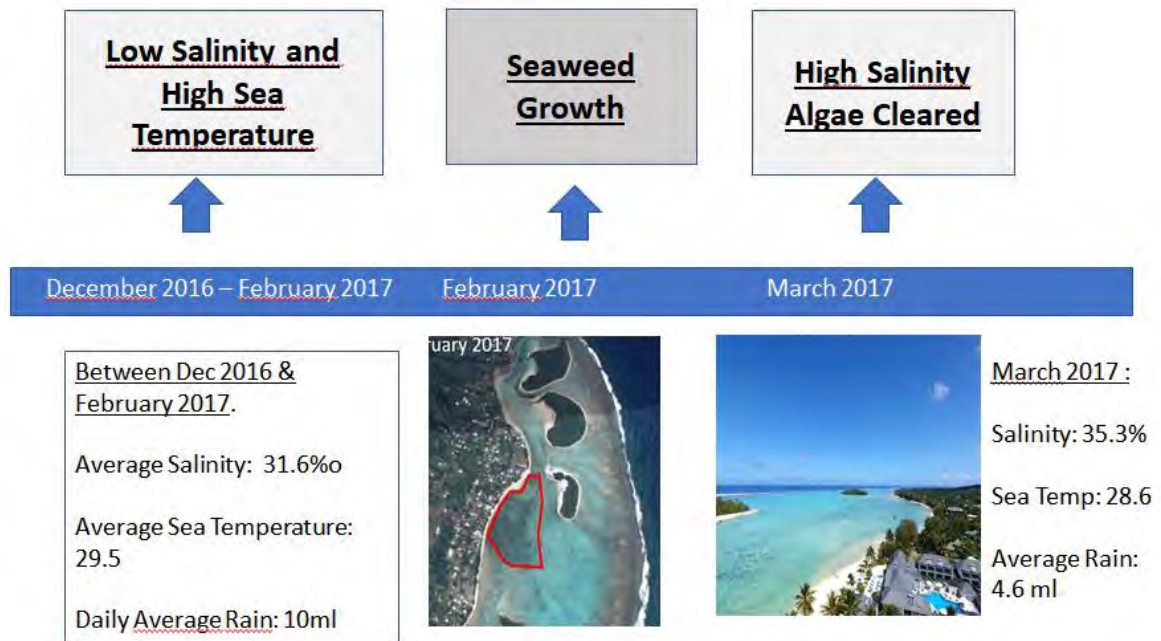 Low Salinity and
High Sea
Temperature
Seaweed
Growth
High Salinity
Algae Cleared
December 2016 – February 2017
February 2017
March 2017
Between Dec 2016 &
February 2017.
Average Salinity: 31.6%o
Average Sea Temperature:
29.5
Daily Average Rain: 10ml
ruary 2017
March 2017 :
Salinity: 35.3%
Sea Temp: 28.6
Average Rain:
4.6 ml